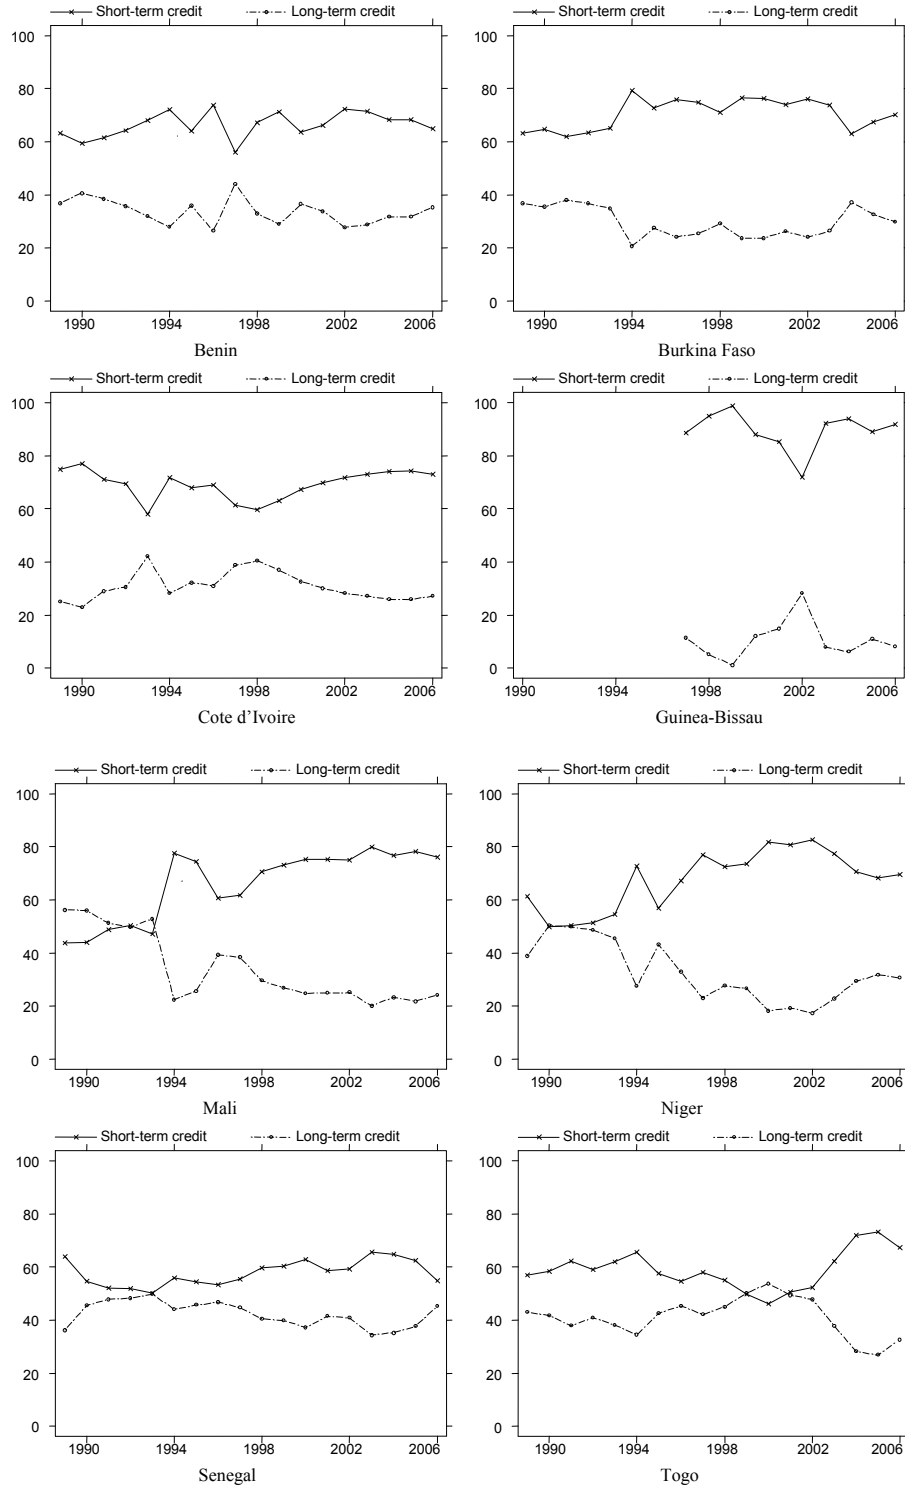 Short-term credit Long-term credit Short-term credit Long-term credit
100 100
80 80
60 60
40 40
20 20
0 0
1990 1994 1998 2002 2006 1990 1994 1998 2002 2006
Benin Burkina Faso
Short-term credit Long-term credit Short-term credit Long-term credit
100 100
80 80
60 60
40 40
20 20
0 0
1990 1994 1998 2002 2006 1990 1994 1998 2002 2006
Cote d'Ivoire Guinea-Bissau
Short-term credit Long-term credit Short-term credit Long-term credit
100 100
80 80
60 60
40 40
20 20
0 0
1990 1994 1998 2002 2006 1990 1994 1998 2002 2006
Mali Niger
Short-term credit Long-term credit Short-term credit Long-term credit
100 100
80 80
60 60
40 40
20 20
0 0
1990 1994 1998 2002 2006 1990 1994 1998 2002 2006
Senegal Togo